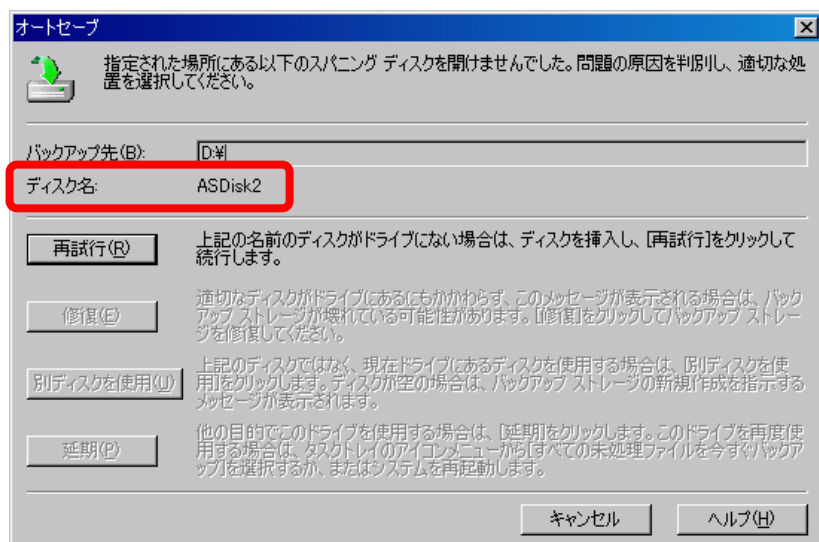 オートセーブ
指定された場所にある以下のスパニング ディスクを開けませんでした。問題の原因を判別し、適切な処
置を選択してください。
バックアップ先(B):
D:¥
ディスク名:
ASDisk2
再試行(R)
上記の名前のディスクがドライブにない場合は、ディスクを挿入し、[再試行]をクリックして
続行します。
修復(E)
適切なディスクがドライブにあるにもかかわらず、このメッセージが表示される場合は、バック
アップ ストレージが壊れている可能性があります。[修復]をクリックしてバックアップ ストレー
ジを修復してください。
別ディスクを使用(U)
上記のディスクではなく、現在ドライブにあるディスクを使用する場合は、[別ディスクを使
用]をクリックします。ディスクが空の場合は、バックアップ ストレージの新規作成を指示する
メッセージが表示されます。
延期(P)
他の目的でこのドライブを使用する場合は、[延期]をクリックします。このドライブを再度使
用する場合は、タスクトレイのアイコンメニューから[すべての未処理ファイルを今すぐバックア
ップ]を選択するか、またはシステムを再起動します。
キャンセル
ヘルプ(H)